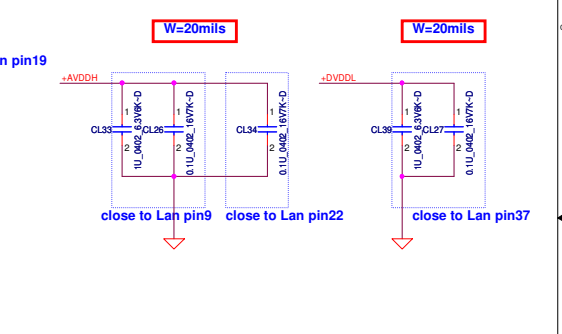 W=20mils
W=20mils
n pin19
+AVDDH
+DVDDL
1
1
1
1
1
CL33
CL26
CL34
CL39
CL27
2
2
2
2
2
1U_0402_6.3V6K~D
0.1U_0402_16V7K~D
0.1U_0402_16V7K~D
1U_0402_6.3V6K~D
0.1U_0402_16V7K~D
close to Lan pin9
close to Lan pin22
close to Lan pin37